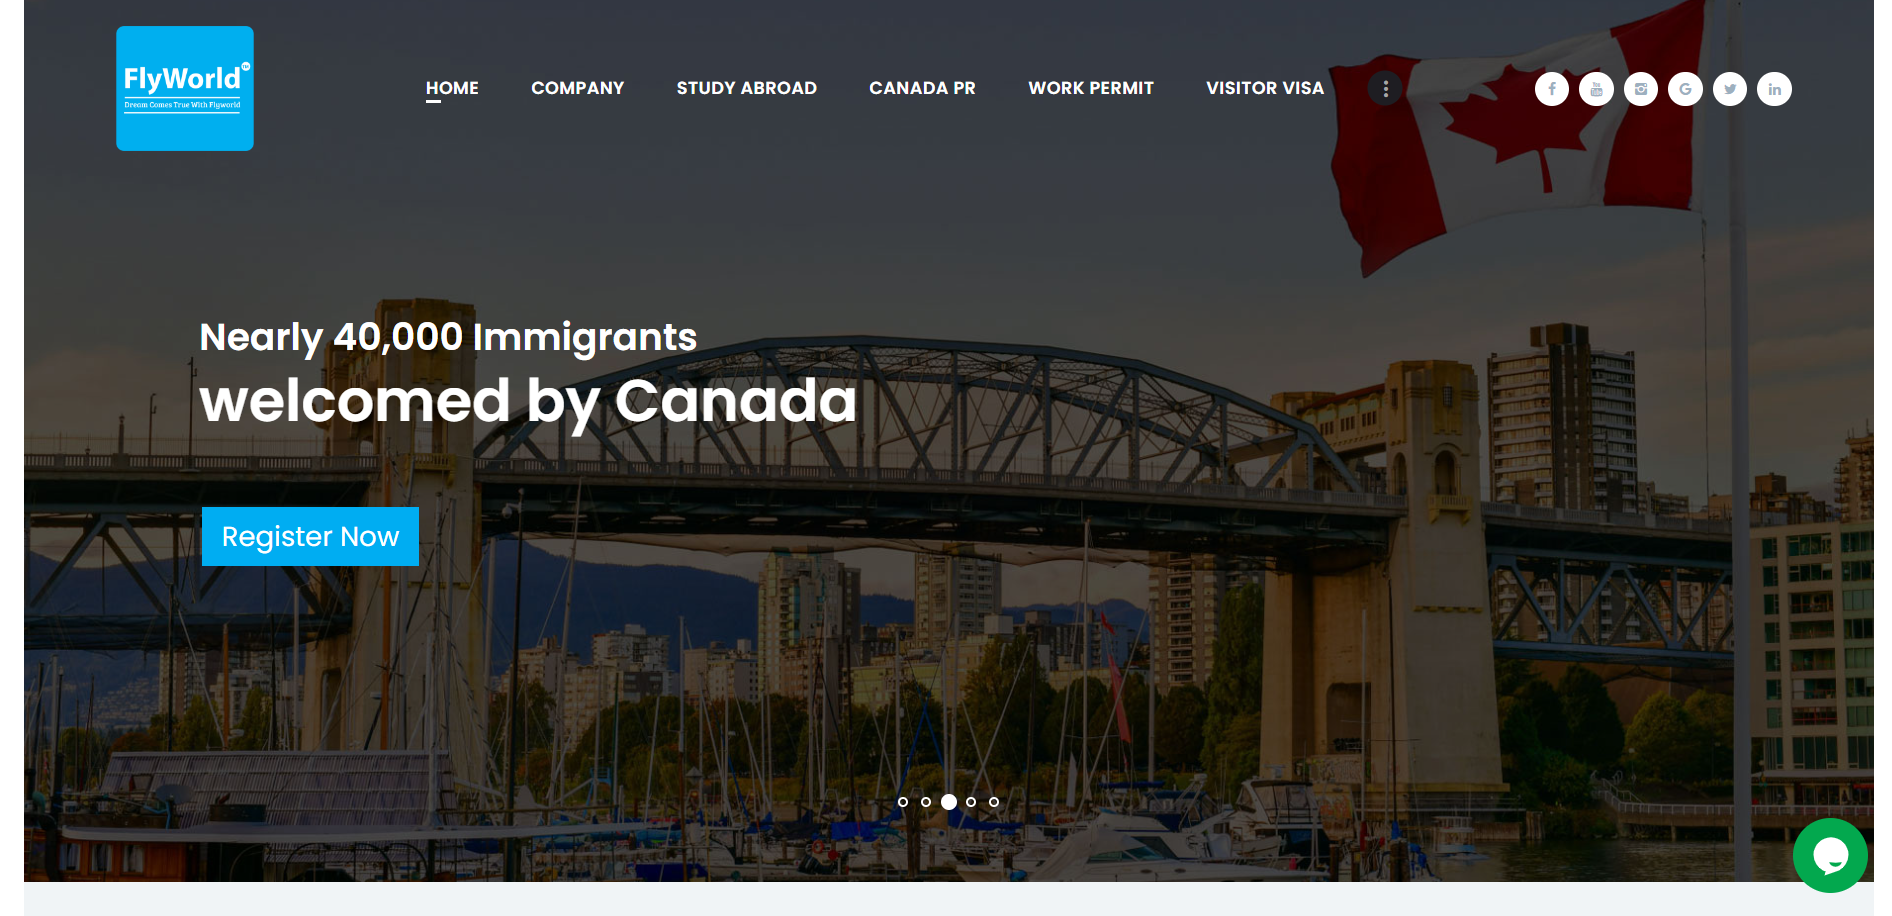 FlyWorld
Dream Comes True With Flyworld
HOME COMPANY STUDY ABROAD CANADA PR WORK PERMIT VISITOR VISA
Nearly 40,000 Immigrants
welcomed by Canada
Register Now